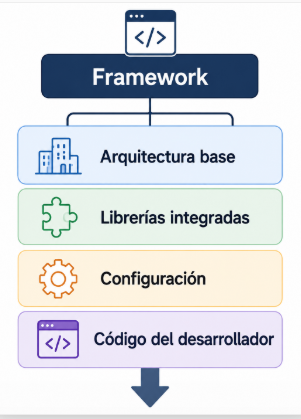 </>
Framework
Arquitectura base
Librerías integradas
Configuración
Código del desarrollador
</>